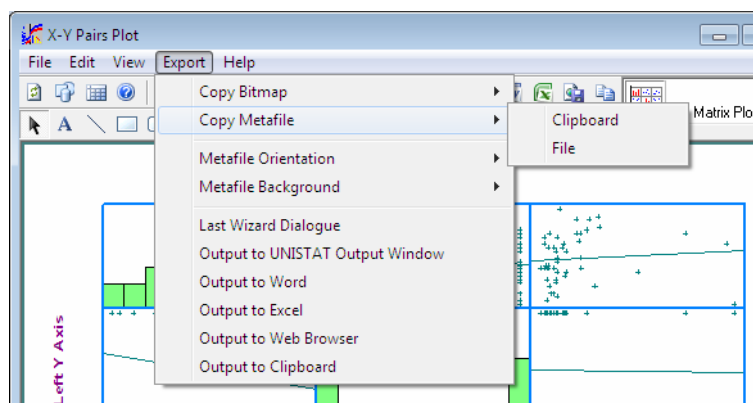 X-Y Pairs Plot
File Edit View Export Help
A
Matrix Plo
Copy Bitmap
Copy Metafile
Clipboard
File
Metafile Orientation
Metafile Background
Last Wizard Dialogue
Output to UNISTAT Output Window
Output to Word
Output to Excel
Output to Web Browser
Output to Clipboard
Left Y Axis